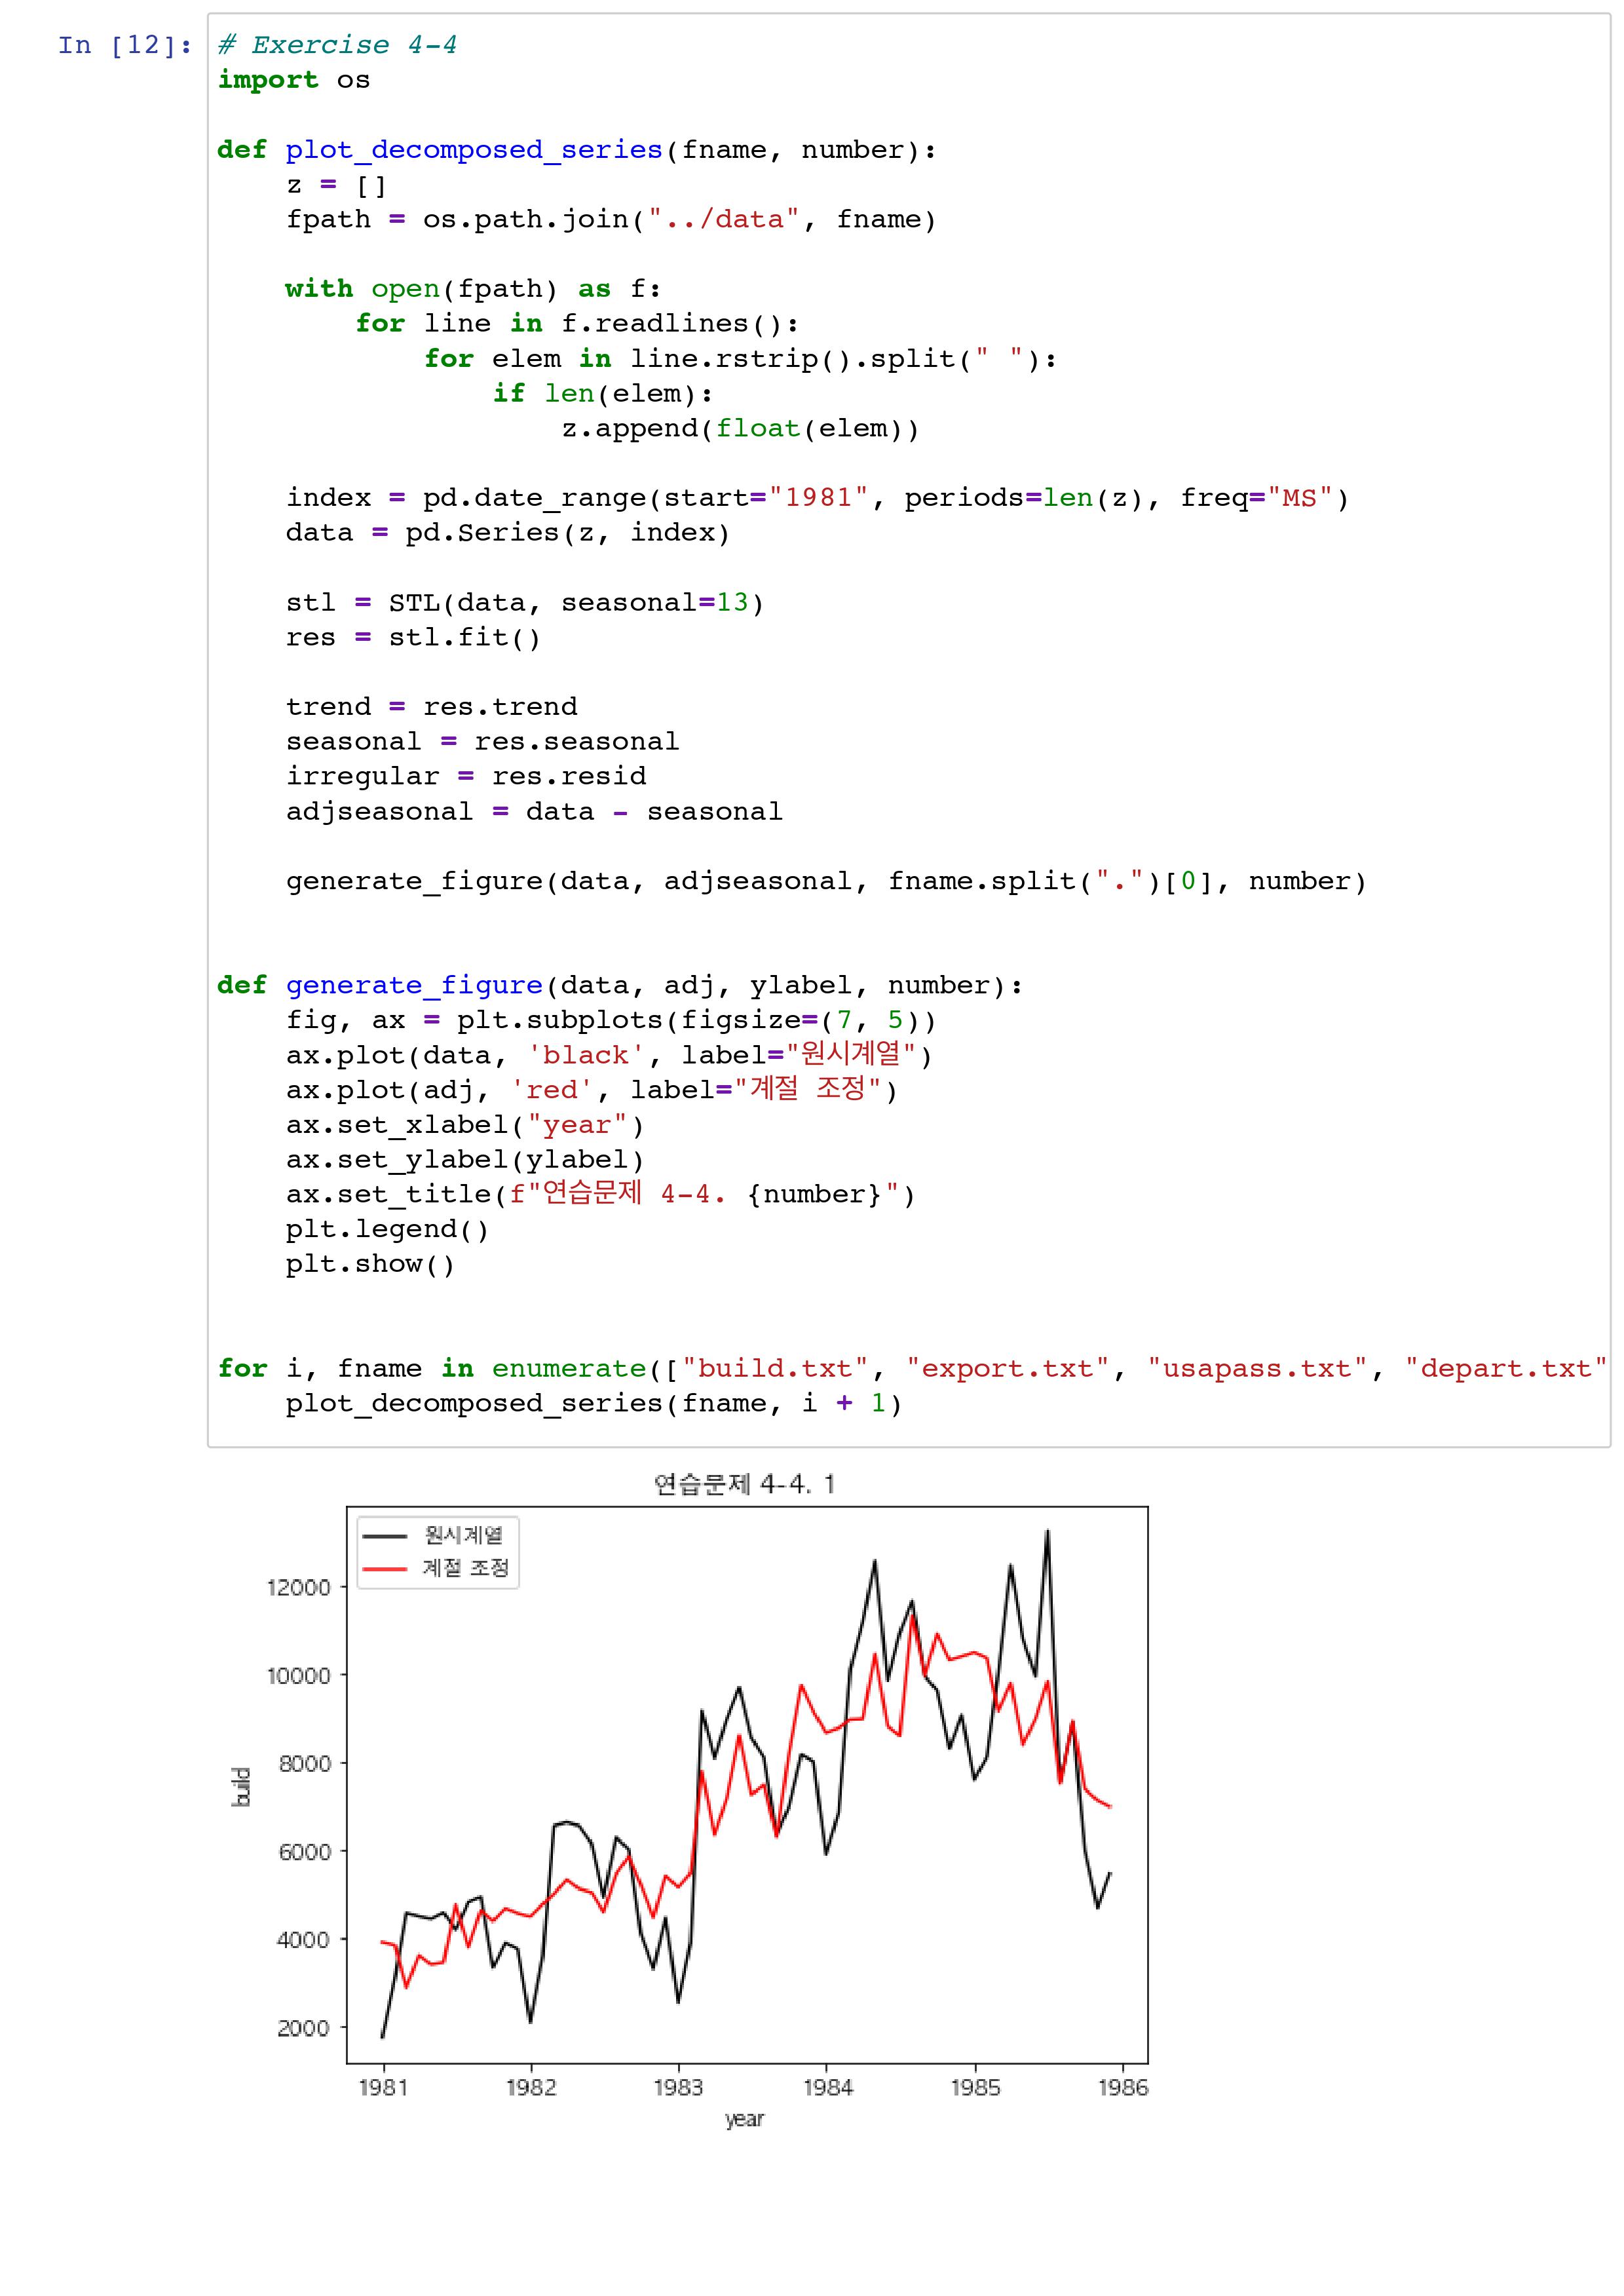 In [12]:
# Exercise 4-4
import os
def plot_decomposed_series(fname, number):
    z = []
    fpath = os.path.join("../data", fname)
    with open(fpath) as f:
        for line in f.readlines():
            for elem in line.rstrip().split(" "):
                if len(elem):
                    z.append(float(elem))
    index = pd.date_range(start="1981", periods=len(z), freq="MS")
    data = pd.Series(z, index)
    stl = STL(data, seasonal=13)
    res = stl.fit()
    trend = res.trend
    seasonal = res.seasonal
    irregular = res.resid
    adjseasonal = data - seasonal
    generate_figure(data, adjseasonal, fname.split(".")[0], number)
def generate_figure(data, adj, ylabel, number):
    fig, ax = plt.subplots(figsize=(7, 5))
    ax.plot(data, 'black', label="원시계열")
    ax.plot(adj, 'red', label="계절 조정")
    ax.set_xlabel("year")
    ax.set_ylabel(ylabel)
    ax.set_title(f"연습문제 4-4. {number}")
    plt.legend()
    plt.show()
for i, fname in enumerate(["build.txt", "export.txt", "usapass.txt", "depart.txt"
    plot_decomposed_series(fname, i + 1)
연습문제 4-4. 1
원시계열
계절 조정
12000
10000
8000
6000
4000
2000
build
1981 1982 1983 1984 1985 1986
year